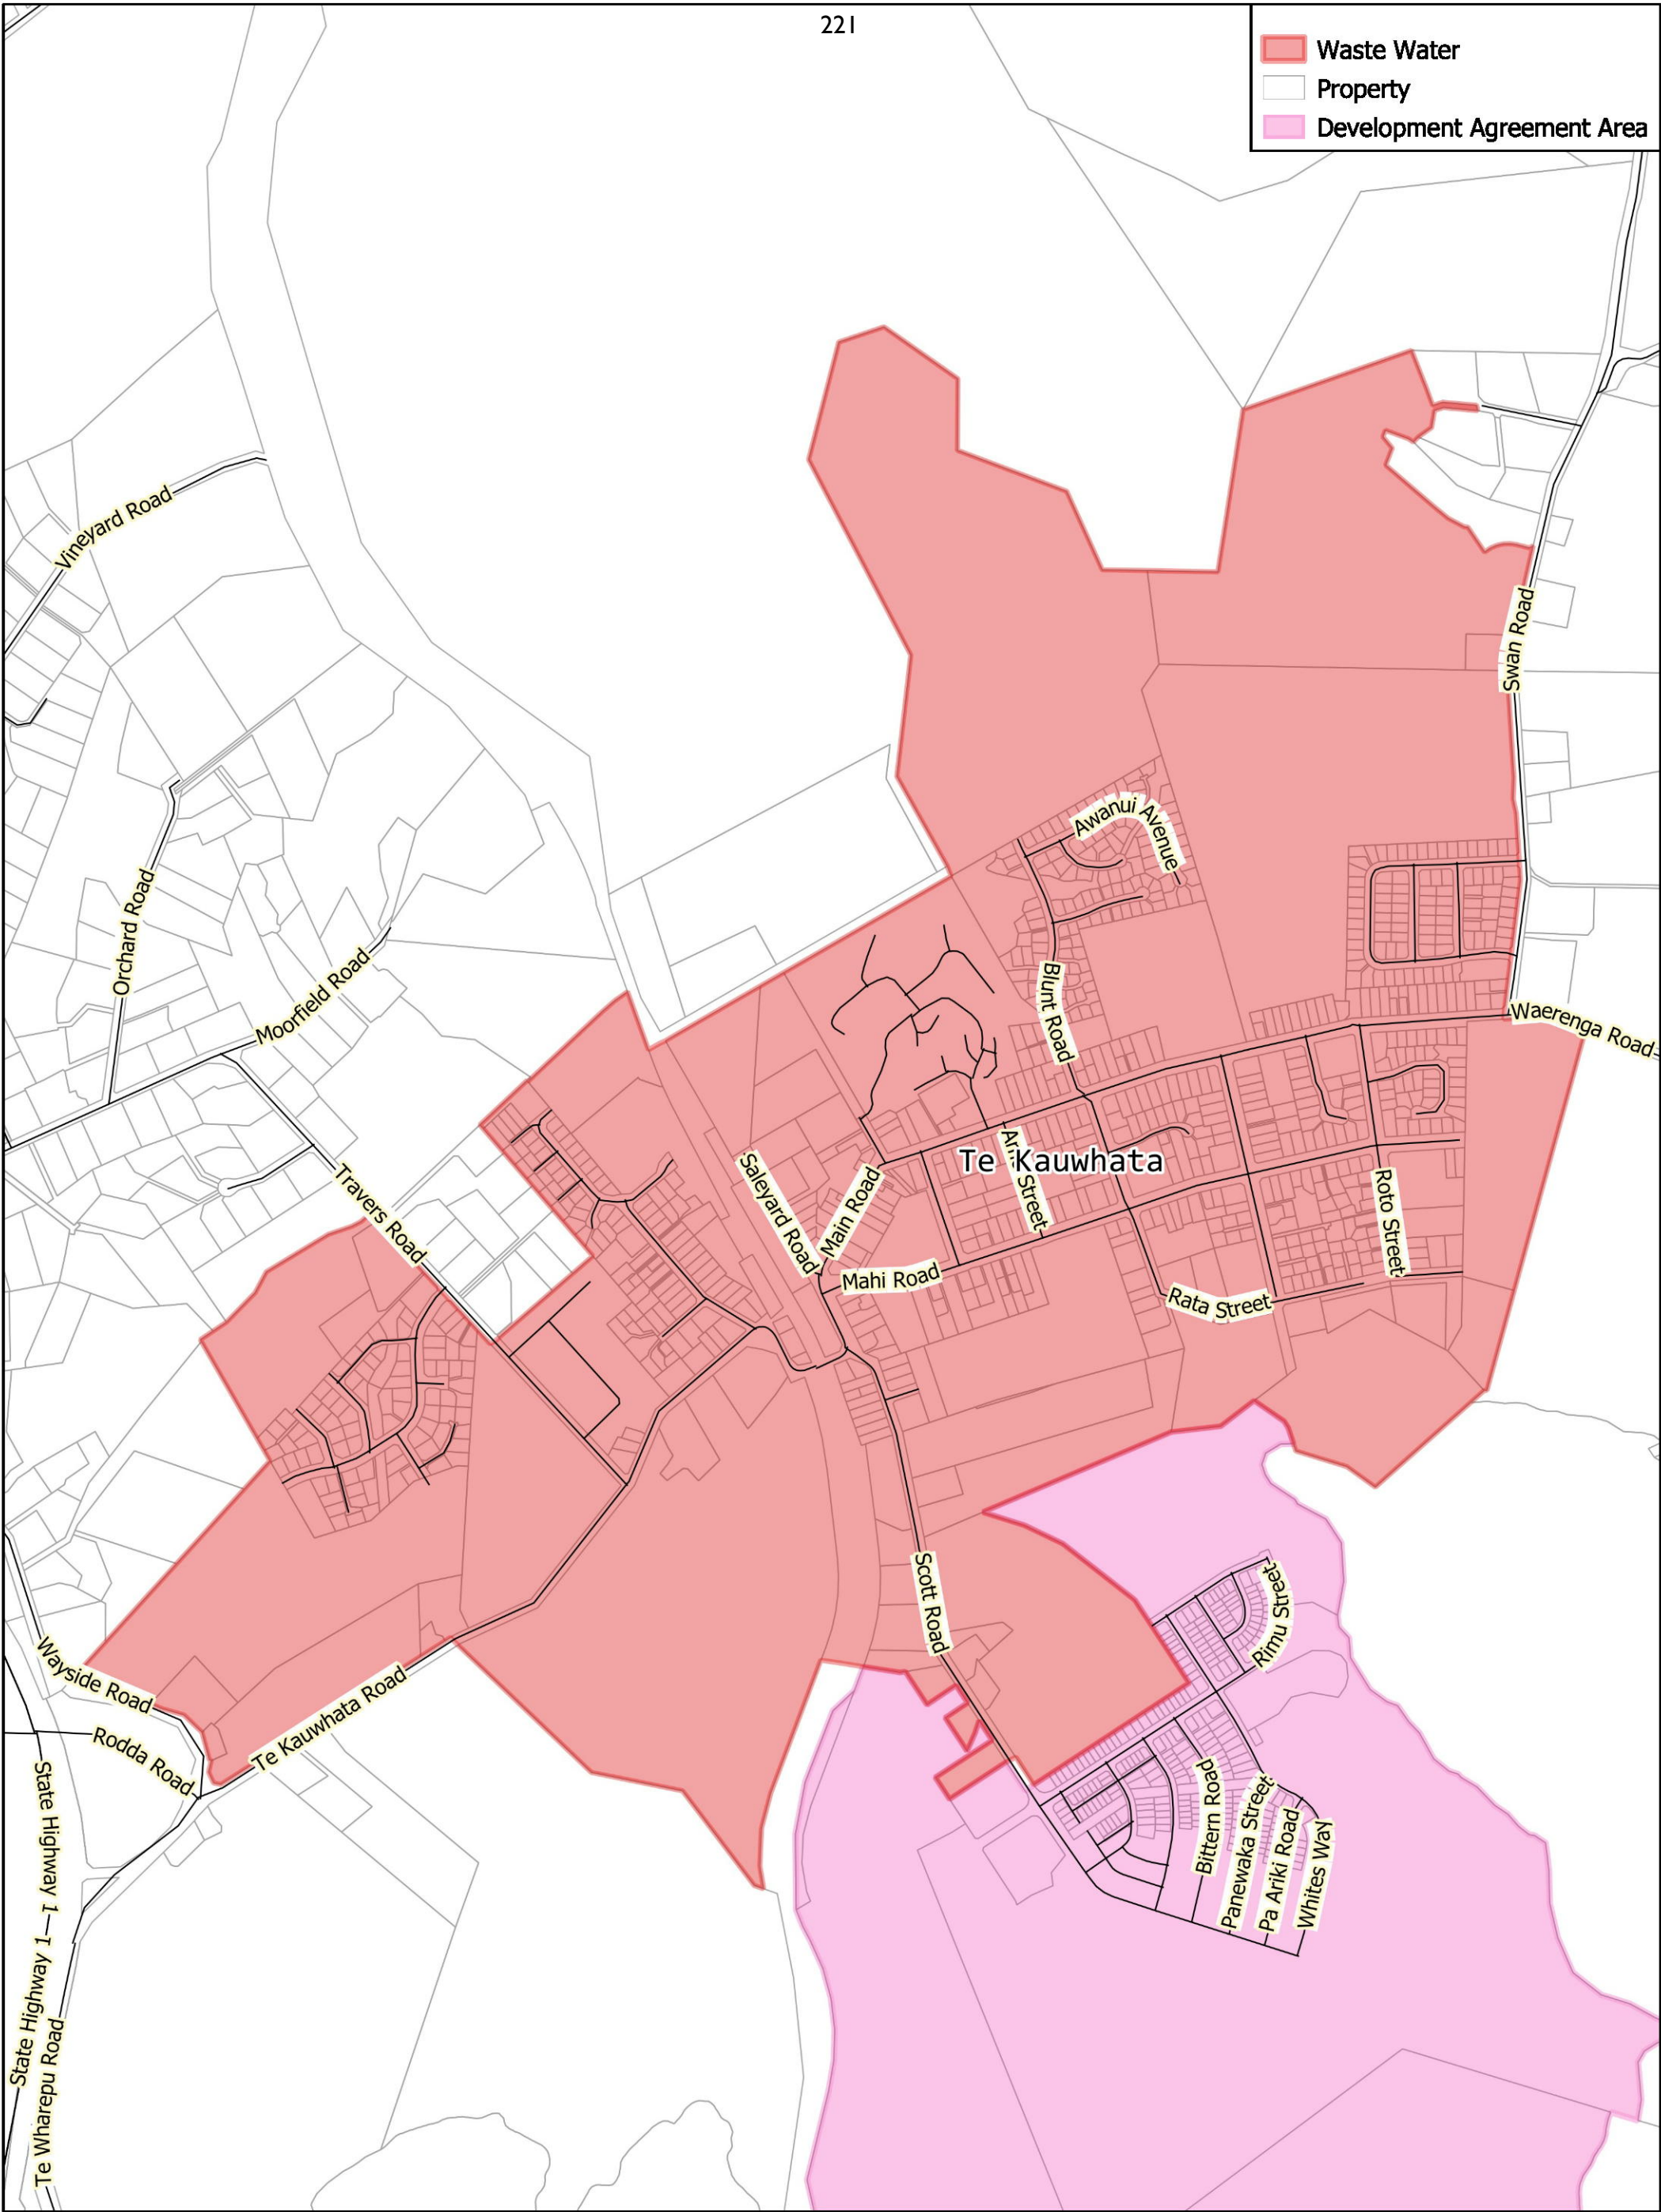 221
Waste Water
Property
Development Agreement Area
Vineyard Road
Swan Road
Awanui Avenue
Orchard Road
Moorfield Road
Blunt Road
Waerenga Road
Travers Road
Saleyard Road
Main Road
Te Kauwhata
Street
Roto Street
Mahi Road
Rata Street
Scott Road
Rimu Street
Wayside Road
Rodda Road
Te Kauwhata Road
State Highway 1
Bittern Road
Panewaka Street
Pa Ariki Road
Whites Way
State Highway 1
Te Wharepu Road